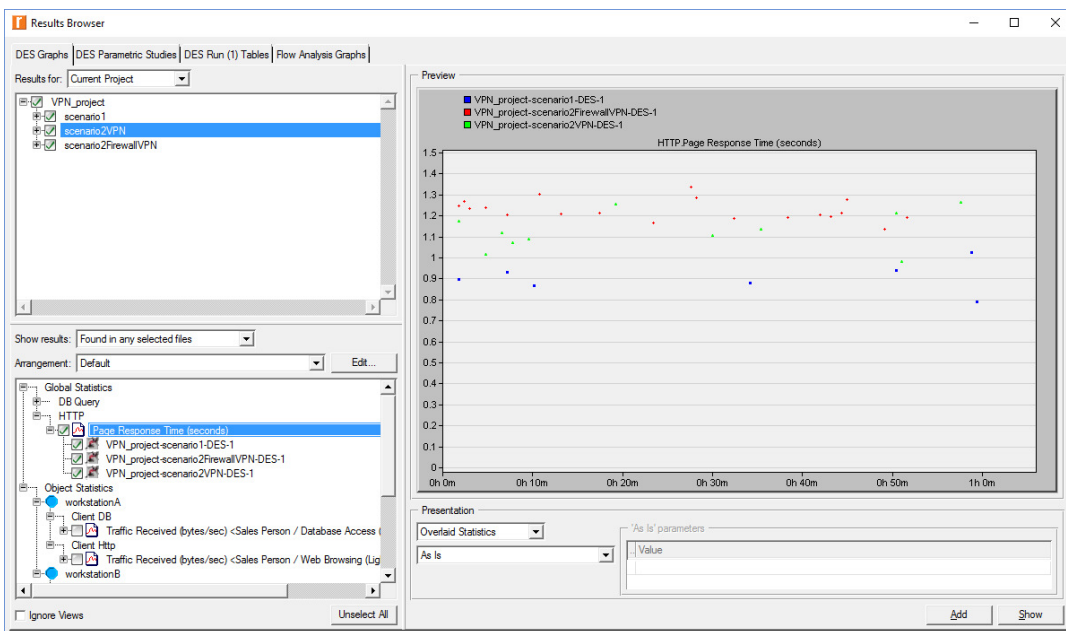 Results Browser
DES Graphs DES Parametric Studies DES Run (1) Tables Flow Analysis Graphs
Results for: Current Project
VPN_project
scenario1
scenario2VPN
scenario2FirewallVPN
Show results: Found in any selected files
Arrangement: Default Edit...
Global Statistics
DB Query
HTTP
Page Response Time (seconds)
VPN_project-scenario1-DES-1
VPN_project-scenario2FirewallVPN-DES-1
VPN_project-scenario2VPN-DES-1
Object Statistics
workstationA
Client DB
Traffic Received (bytes/sec) <Sales Person / Database Access (
Client Http
Traffic Received (bytes/sec) <Sales Person / Web Browsing (Lig
workstationB
Ignore Views Unselect All
Preview
VPN_project-scenario1-DES-1
VPN_project-scenario2FirewallVPN-DES-1
VPN_project-scenario2VPN-DES-1
HTTP.Page Response Time (seconds)
1.5
1.4
1.3
1.2
1.1
1
0.9
0.8
0.7
0.6
0.5
0.4
0.3
0.2
0.1
0
0h 0m 0h 10m 0h 20m 0h 30m 0h 40m 0h 50m 1h 0m
Presentation
Overlaid Statistics
As Is
'As Is' parameters
... Value
Add Show